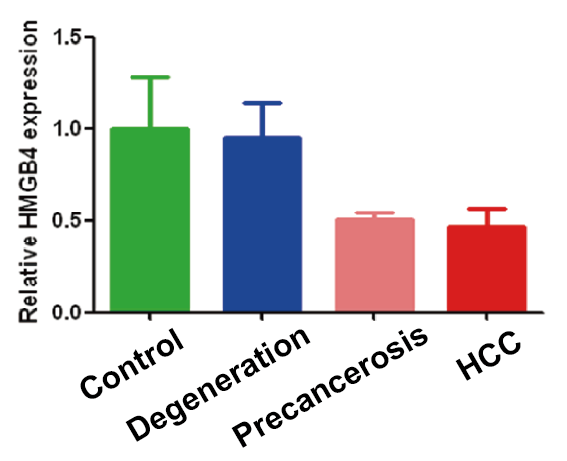 Relative HMGB4 expression
1.5
1.0
0.5
0.0
Control
Degeneration
Precancerosis
HCC